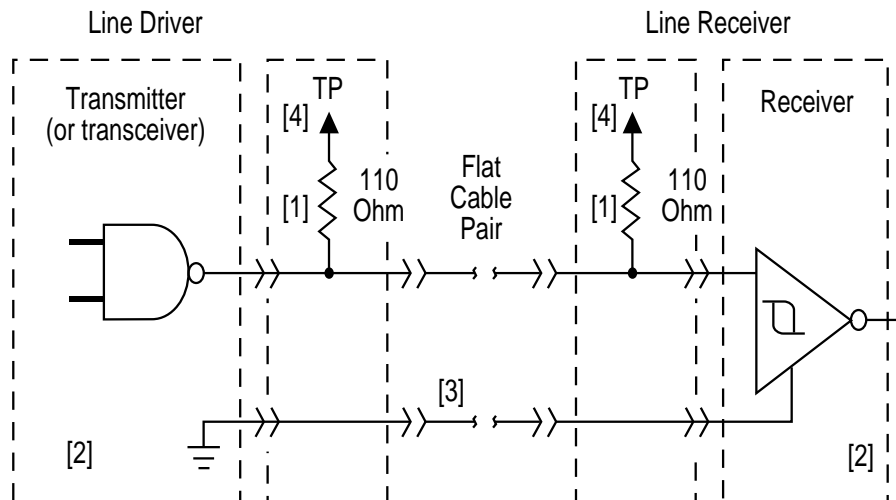 Line Driver
Line Receiver
Transmitter
(or transceiver)
TP
[4]
[1]
110
Ohm
Flat
Cable
Pair
TP
[4]
[1]
110
Ohm
Receiver
[3]
[2]
[2]